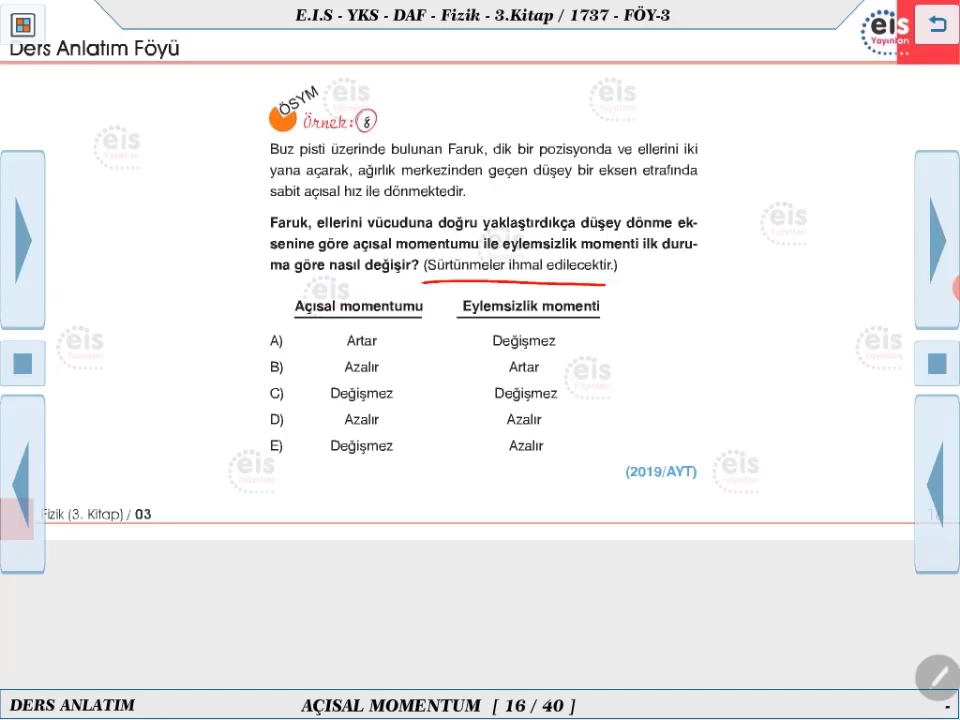 E.I.S - YKS - DAF - Fizik - 3.Kitap / 1737 - FÖY-3
eis
Yayınları
Ders Anlatım Föyü
ÖSYM
Örnek: 8
Buz pisti üzerinde bulunan Faruk, dik bir pozisyonda ve ellerini iki
yana açarak, ağırlık merkezinden geçen düşey bir eksen etrafında
sabit açısal hız ile dönmektedir.
Faruk, ellerini vücuduna doğru yaklaştırdıkça düşey dönme ek-
senine göre açısal momentumu ile eylemsizlik momenti ilk duru-
ma göre nasıl değişir? (Sürtünmeler ihmal edilecektir.)
Açısal momentumu Eylemsizlik momenti
A) Artar Değişmez
B) Azalır Artar
C) Değişmez Değişmez
D) Azalır Azalır
E) Değişmez Azalır
(2019/AYT)
Fizik (3. Kitap) / 03
DERS ANLATIM
AÇISAL MOMENTUM [ 16 / 40 ]
-